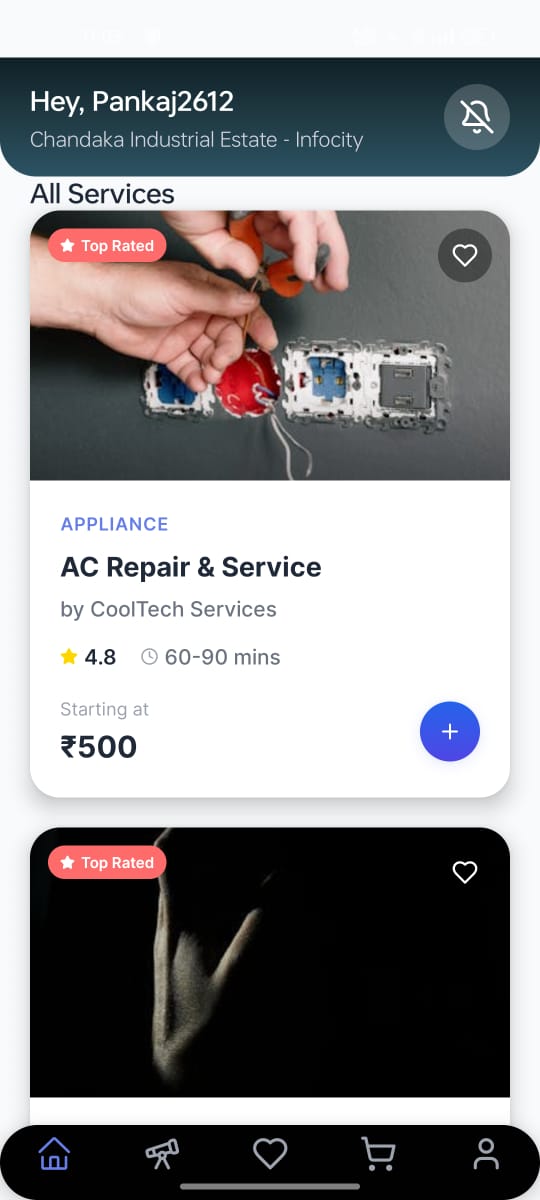 Hey, Pankaj2612
Chandaka Industrial Estate - Infocity
All Services
Top Rated
APPLIANCE
AC Repair & Service
by CoolTech Services
4.8 60-90 mins
Starting at
₹500
Top Rated